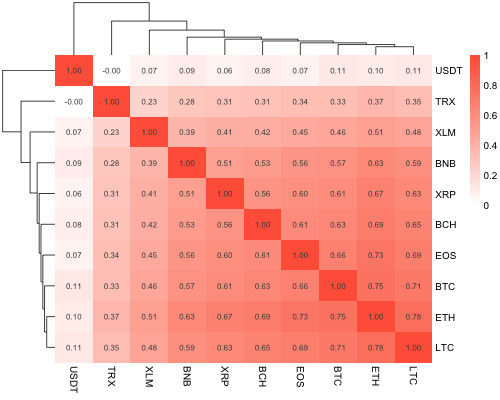 1.00 -0.00 0.07 0.09 0.06 0.08 0.07 0.11 0.10 0.11 USDT
-0.00 1.00 0.23 0.28 0.31 0.31 0.34 0.33 0.37 0.35 TRX
0.07 0.23 1.00 0.39 0.41 0.42 0.45 0.46 0.51 0.48 XLM
0.09 0.28 0.39 1.00 0.51 0.53 0.56 0.57 0.63 0.59 BNB
0.06 0.31 0.41 0.51 1.00 0.56 0.60 0.61 0.67 0.63 XRP
0.08 0.31 0.42 0.53 0.56 1.00 0.61 0.63 0.69 0.65 BCH
0.07 0.34 0.45 0.56 0.60 0.61 1.00 0.66 0.73 0.69 EOS
0.11 0.33 0.46 0.57 0.61 0.63 0.66 1.00 0.75 0.71 BTC
0.10 0.37 0.51 0.63 0.67 0.69 0.73 0.75 1.00 0.78 ETH
0.11 0.35 0.48 0.59 0.63 0.65 0.69 0.71 0.78 1.00 LTC
USDT TRX XLM BNB XRP BCH EOS BTC ETH LTC
1
0.8
0.6
0.4
0.2
0